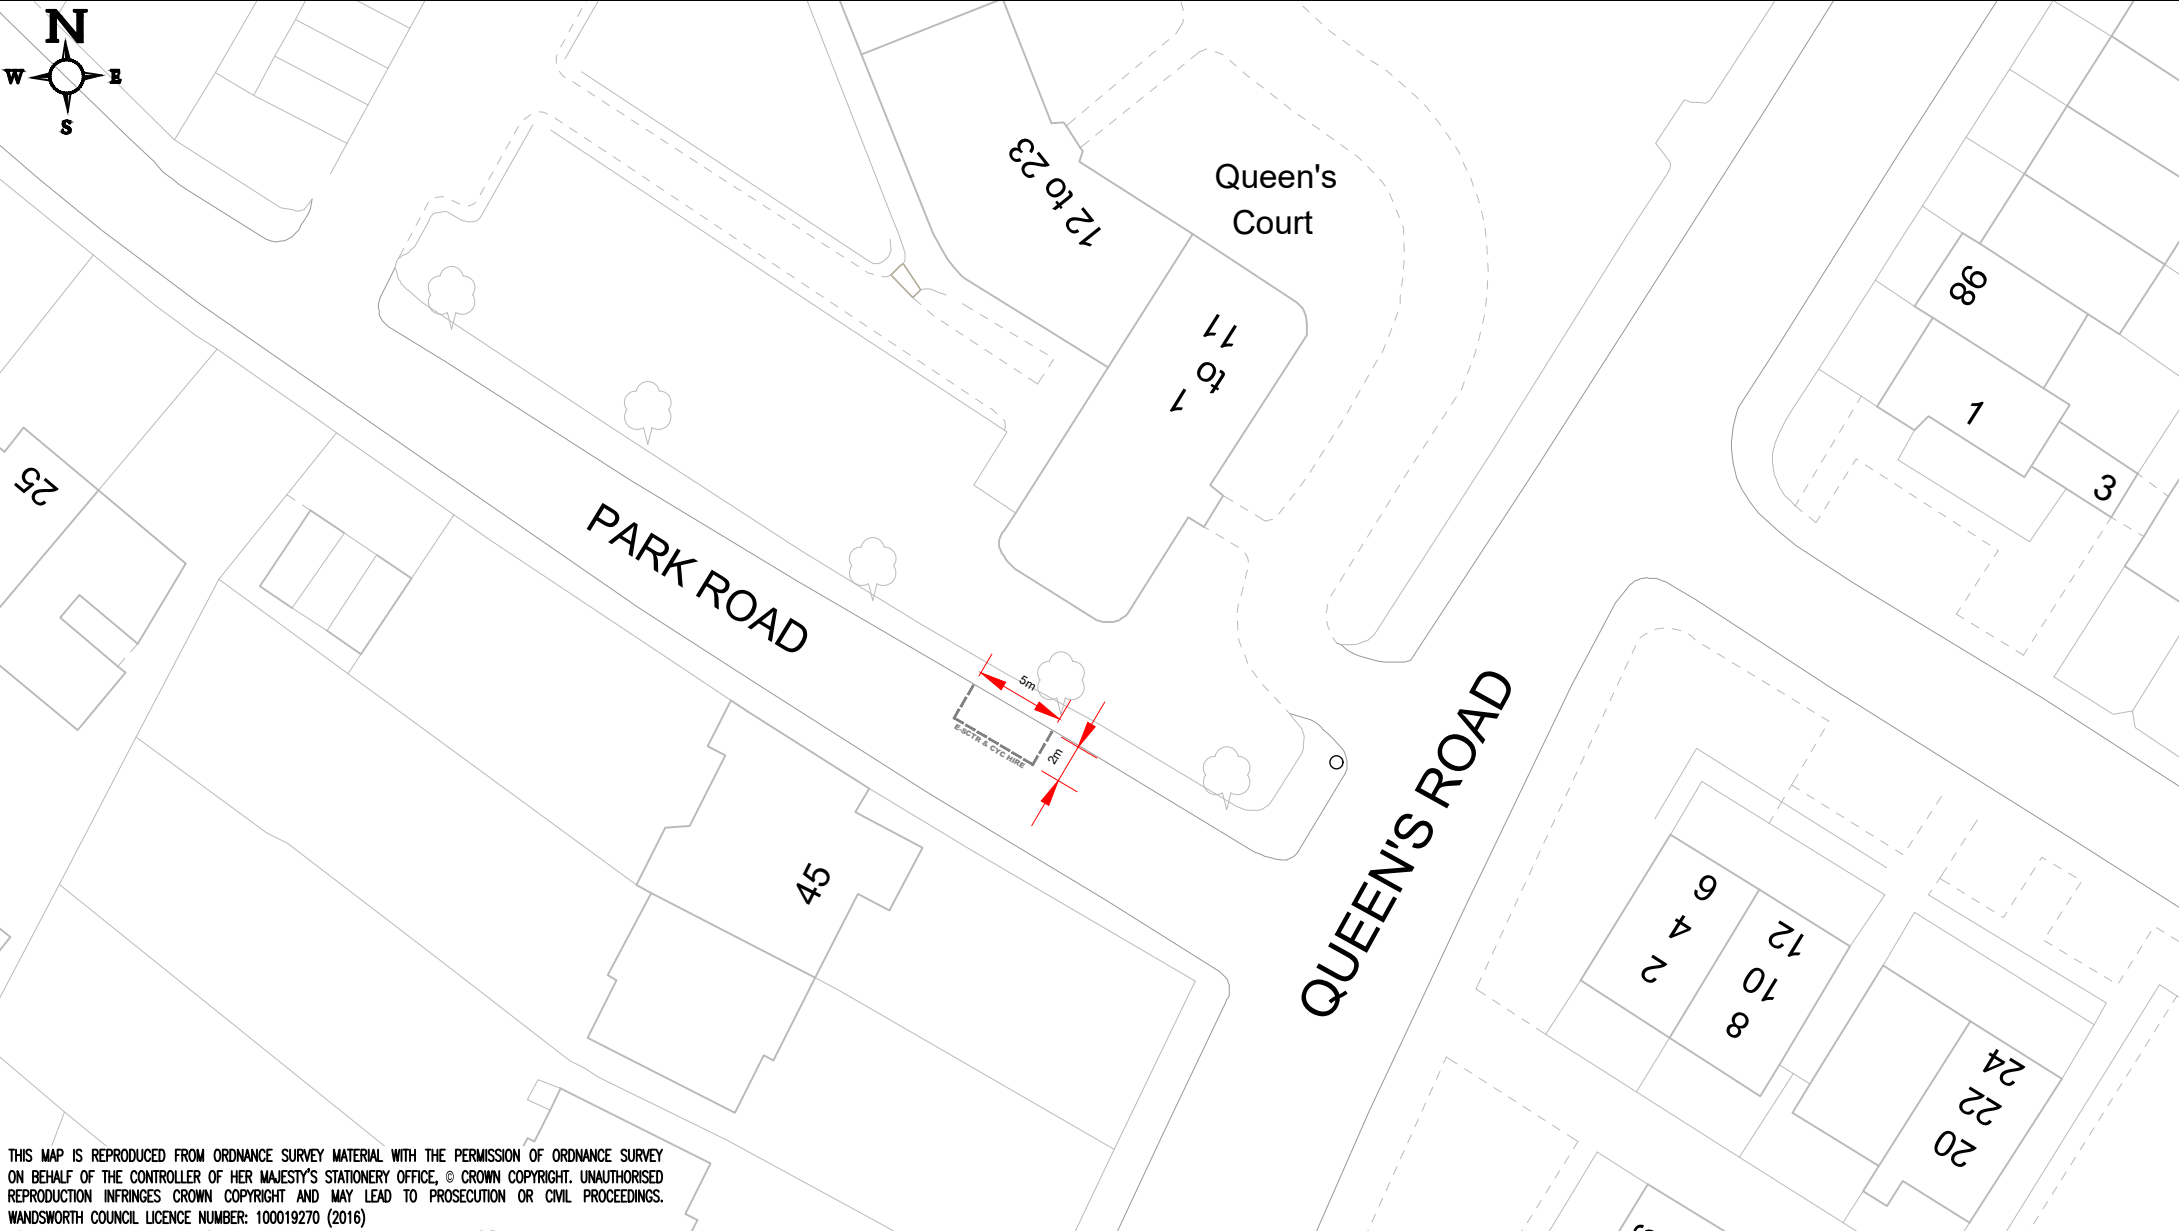 N
W E
S
Queen's
Court
12 to 23
11
to
1
98
1
3
25
PARK ROAD
5m
2m
E-SCTR & CYC HIRE
QUEEN'S ROAD
45
6
4
2
12
10
8
24
22
20
THIS MAP IS REPRODUCED FROM ORDNANCE SURVEY MATERIAL WITH THE PERMISSION OF ORDNANCE SURVEY
ON BEHALF OF THE CONTROLLER OF HER MAJESTY'S STATIONERY OFFICE, © CROWN COPYRIGHT. UNAUTHORISED
REPRODUCTION INFRINGES CROWN COPYRIGHT AND MAY LEAD TO PROSECUTION OR CIVIL PROCEEDINGS.
WANDSWORTH COUNCIL LICENCE NUMBER: 100019270 (2016)